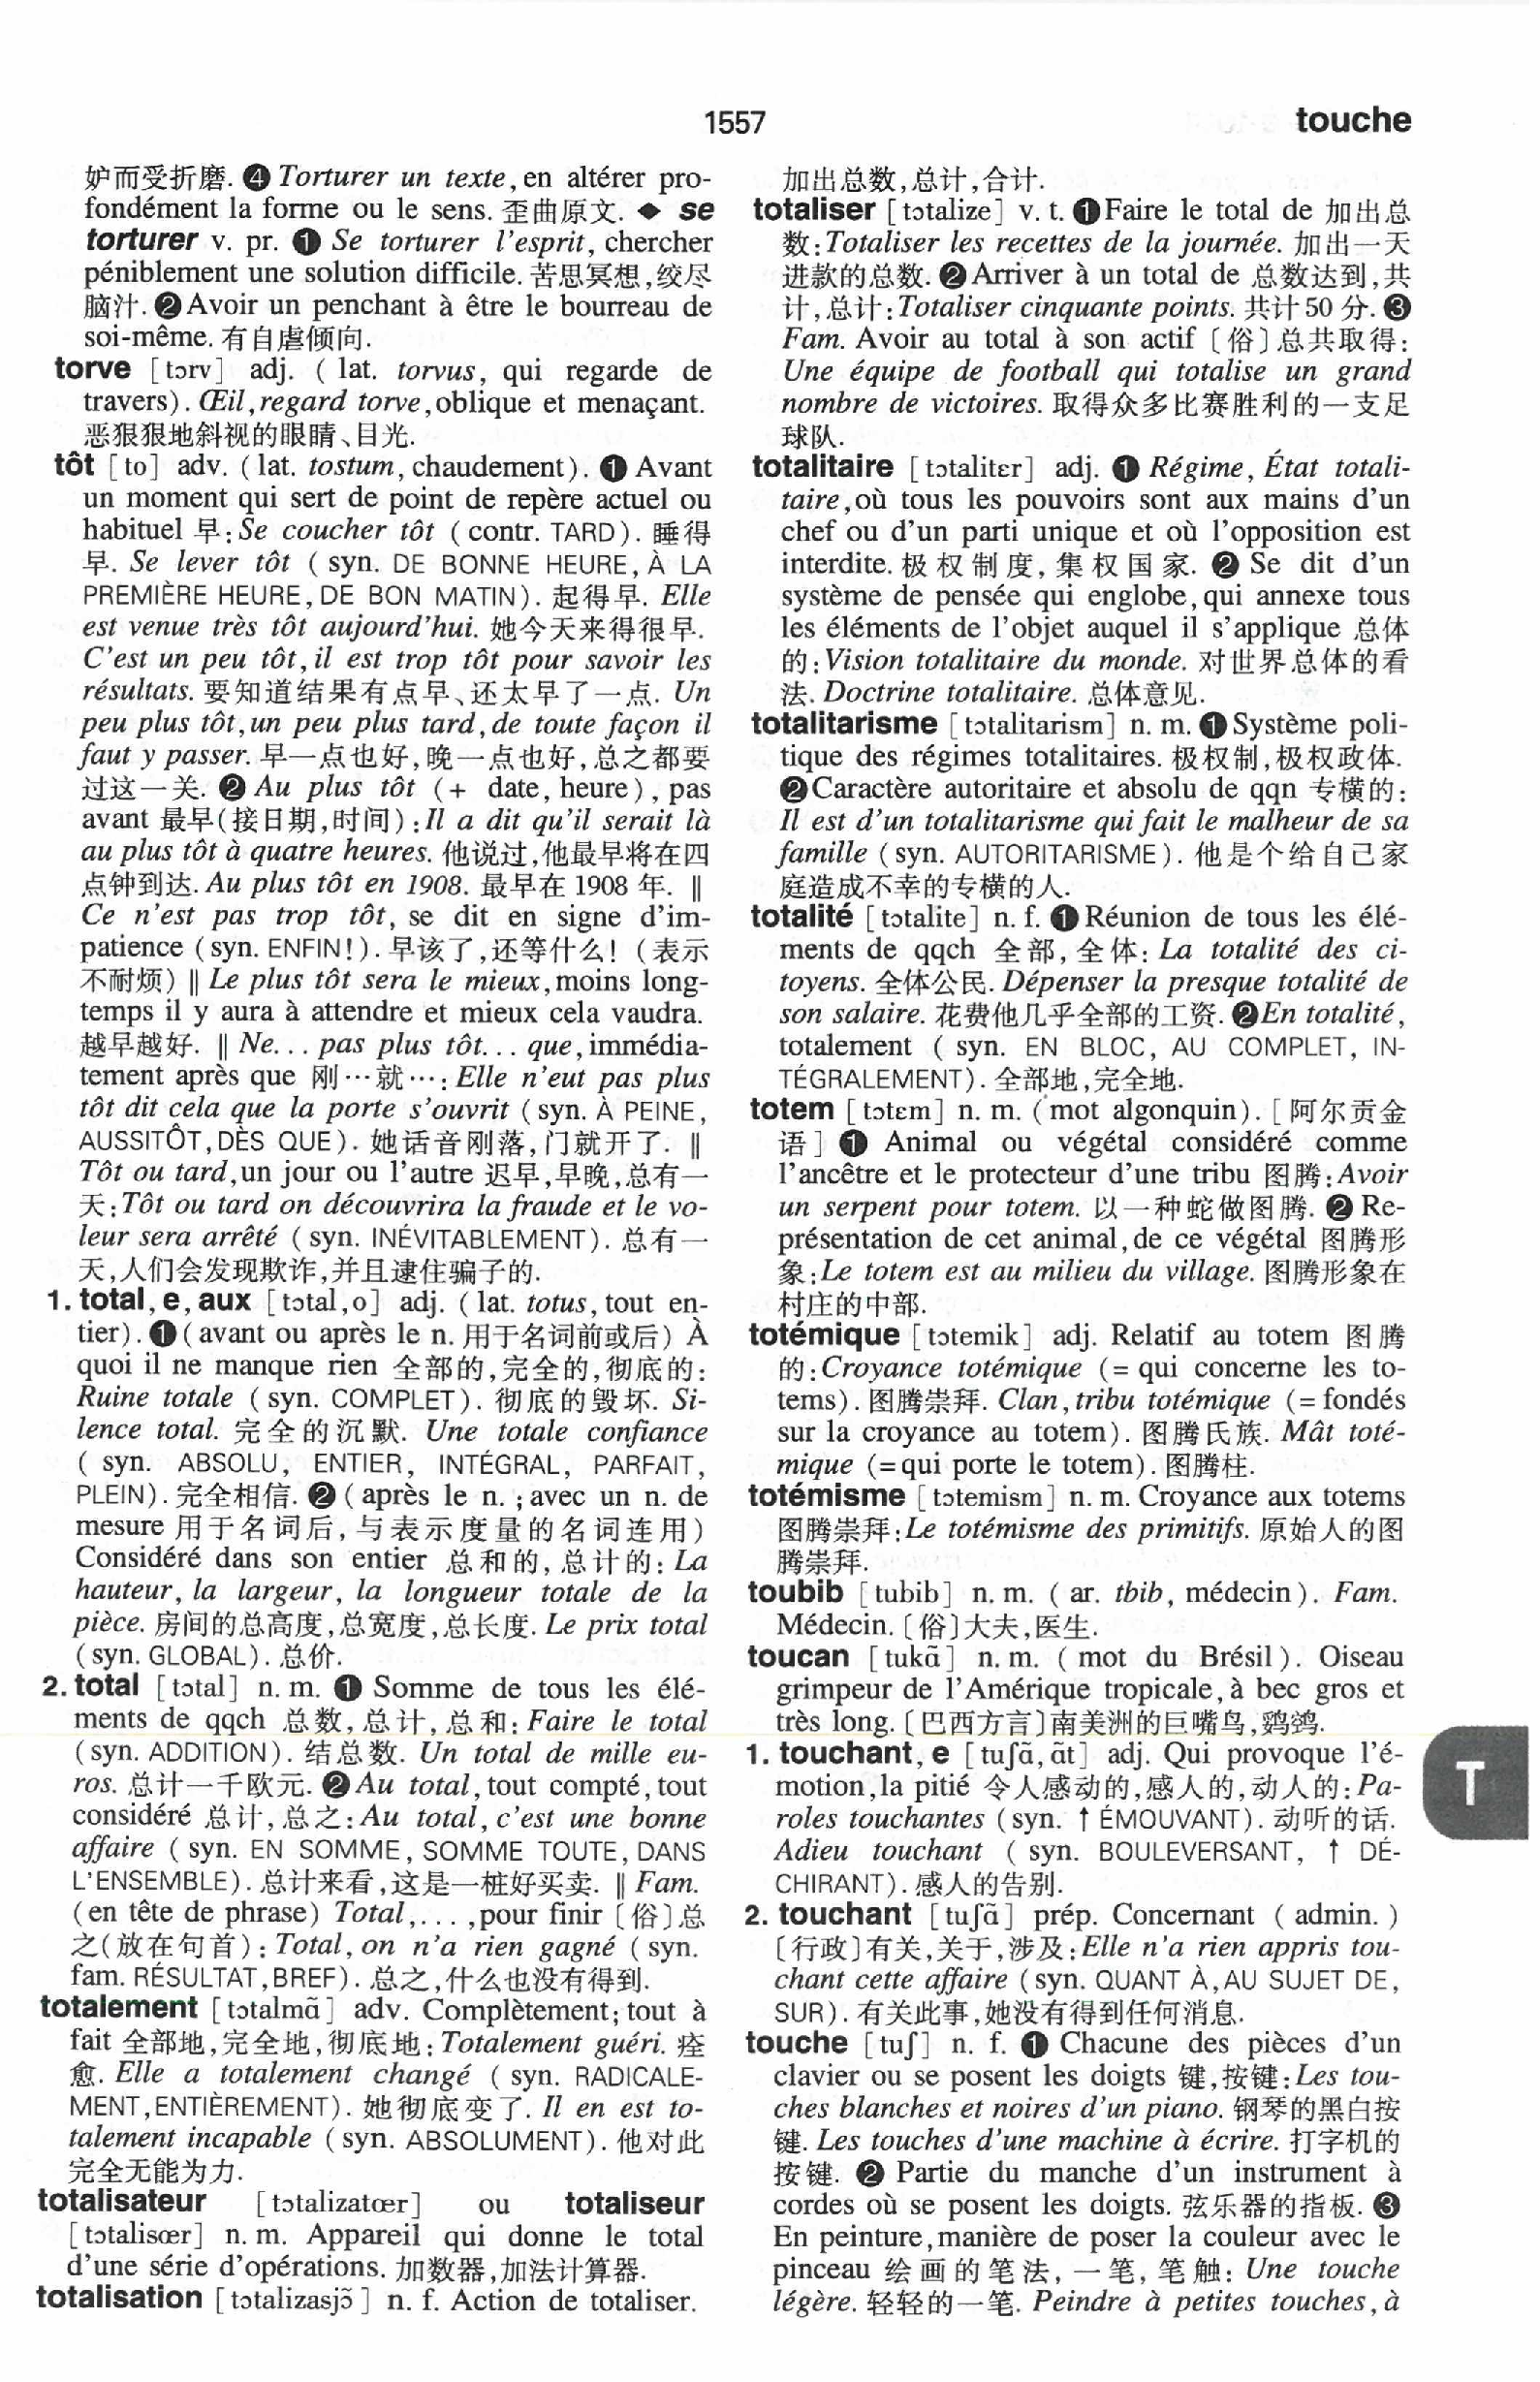 1557
touche
妒而受折磨. ❹ Torturer un texte, en altérer pro-
fondément la forme ou le sens. 歪曲原文. ◆ se
torturer v. pr. ❶ Se torturer l'esprit, chercher
péniblement une solution difficile. 苦思冥想,绞尽
脑汁. ❷ Avoir un penchant à être le bourreau de
soi-même. 有自虐倾向.
torve [tɔrv] adj. ( lat. torvus, qui regarde de
travers). Œil, regard torve, oblique et menaçant.
恶狠狠地斜视的眼睛、目光.
tôt [to] adv. (lat. tostum, chaudement). ❶ Avant
un moment qui sert de point de repère actuel ou
habituel 早: Se coucher tôt ( contr. TARD). 睡得
早. Se lever tôt ( syn. DE BONNE HEURE, À LA
PREMIÈRE HEURE, DE BON MATIN). 起得早. Elle
est venue très tôt aujourd'hui. 她今天来得很早.
C'est un peu tôt, il est trop tôt pour savoir les
résultats. 要知道结果有点早、还太早了一点. Un
peu plus tôt, un peu plus tard, de toute façon il
faut y passer. 早一点也好,晚一点也好,总之都要
过这一关. ❷ Au plus tôt (+ date, heure), pas
avant 最早(接日期,时间): Il a dit qu'il serait là
au plus tôt à quatre heures. 他说过,他最早将在四
点钟到达. Au plus tôt en 1908. 最早在 1908 年. ‖
Ce n'est pas trop tôt, se dit en signe d'im-
patience (syn. ENFIN!). 早该了,还等什么! (表示
不耐烦) ‖ Le plus tôt sera le mieux, moins long-
temps il y aura à attendre et mieux cela vaudra.
越早越好. ‖ Ne... pas plus tôt... que, immédia-
tement après que 刚…就…: Elle n'eut pas plus
tôt dit cela que la porte s'ouvrit (syn. À PEINE,
AUSSITÔT, DÈS QUE). 她话音刚落,门就开了. ‖
Tôt ou tard, un jour ou l'autre 迟早,早晚,总有一
天: Tôt ou tard on découvrira la fraude et le vo-
leur sera arrêté ( syn. INÉVITABLEMENT). 总有一
天,人们会发现欺诈,并且逮住骗子的.
1. total, e, aux [tɔtal,o] adj. (lat. totus, tout en-
tier). ❶ ( avant ou après le n. 用于名词前或后) À
quoi il ne manque rien 全部的,完全的,彻底的:
Ruine totale ( syn. COMPLET). 彻底的毁坏. Si-
lence total. 完全的沉默. Une totale confiance
( syn. ABSOLU, ENTIER, INTÉGRAL, PARFAIT,
PLEIN). 完全相信. ❷ ( après le n. ; avec un n. de
mesure 用于名词后, 与表示度量的名词连用)
Considéré dans son entier 总和的, 总计的: La
hauteur, la largeur, la longueur totale de la
pièce. 房间的总高度,总宽度,总长度. Le prix total
(syn. GLOBAL). 总价.
2. total [tɔtal] n. m. ❶ Somme de tous les élé-
ments de qqch 总数, 总计, 总和: Faire le total
(syn. ADDITION). 结总数. Un total de mille eu-
ros. 总计一千欧元. ❷ Au total, tout compté, tout
considéré 总计,总之: Au total, c'est une bonne
affaire ( syn. EN SOMME, SOMME TOUTE, DANS
L'ENSEMBLE). 总计来看,这是一桩好买卖. ‖ Fam.
(en tête de phrase) Total,... ,pour finir〔俗〕总
之(放在句首): Total, on n'a rien gagné ( syn.
fam. RÉSULTAT, BREF). 总之,什么也没有得到.
totalement [tɔtalmɑ̃] adv. Complètement; tout à
fait 全部地,完全地,彻底地: Totalement guéri. 痊
愈. Elle a totalement changé ( syn. RADICALE-
MENT, ENTIÈREMENT). 她彻底变了. Il en est to-
talement incapable (syn. ABSOLUMENT). 他对此
完全无能为力.
totalisateur [tɔtalizatœr] ou totaliseur
[tɔtalisœr] n. m. Appareil qui donne le total
d'une série d'opérations. 加数器,加法计算器.
totalisation [tɔtalizasjɔ̃] n. f. Action de totaliser.
加出总数,总计,合计.
totaliser [tɔtalize] v. t. ❶ Faire le total de 加出总
数: Totaliser les recettes de la journée. 加出一天
进款的总数. ❷ Arriver à un total de 总数达到,共
计,总计: Totaliser cinquante points. 共计 50 分. ❸
Fam. Avoir au total à son actif〔俗〕总共取得:
Une équipe de football qui totalise un grand
nombre de victoires. 取得众多比赛胜利的一支足
球队.
totalitaire [tɔtalitɛr] adj. ❶ Régime, État totali-
taire, où tous les pouvoirs sont aux mains d'un
chef ou d'un parti unique et où l'opposition est
interdite. 极权制度, 集权国家. ❷ Se dit d'un
système de pensée qui englobe, qui annexe tous
les éléments de l'objet auquel il s'applique 总体
的: Vision totalitaire du monde. 对世界总体的看
法. Doctrine totalitaire. 总体意见.
totalitarisme [tɔtalitarism] n. m. ❶ Système poli-
tique des régimes totalitaires. 极权制,极权政体.
❷ Caractère autoritaire et absolu de qqn 专横的:
Il est d'un totalitarisme qui fait le malheur de sa
famille (syn. AUTORITARISME). 他是个给自己家
庭造成不幸的专横的人.
totalité [tɔtalite] n. f. ❶ Réunion de tous les élé-
ments de qqch 全部, 全体: La totalité des ci-
toyens. 全体公民. Dépenser la presque totalité de
son salaire. 花费他几乎全部的工资. ❷ En totalité,
totalement ( syn. EN BLOC, AU COMPLET, IN-
TÉGRALEMENT). 全部地,完全地.
totem [tɔtɛm] n. m. (mot algonquin). [阿尔贡金
语] ❶ Animal ou végétal considéré comme
l'ancêtre et le protecteur d'une tribu 图腾: Avoir
un serpent pour totem. 以一种蛇做图腾. ❷ Re-
présentation de cet animal, de ce végétal 图腾形
象: Le totem est au milieu du village. 图腾形象在
村庄的中部.
totémique [tɔtemik] adj. Relatif au totem 图腾
的: Croyance totémique (= qui concerne les to-
tems). 图腾崇拜. Clan, tribu totémique (= fondés
sur la croyance au totem). 图腾氏族. Mât toté-
mique (= qui porte le totem). 图腾柱.
totémisme [tɔtemism] n. m. Croyance aux totems
图腾崇拜: Le totémisme des primitifs. 原始人的图
腾崇拜.
toubib [tubib] n. m. ( ar. tbib, médecin). Fam.
Médecin.〔俗〕大夫,医生.
toucan [tukɑ̃] n. m. ( mot du Brésil). Oiseau
grimpeur de l'Amérique tropicale, à bec gros et
très long.〔巴西方言〕南美洲的巨嘴鸟,鹞鹆.
1. touchant, e [tuʃɑ̃, ɑ̃t] adj. Qui provoque l'é-
motion, la pitié 令人感动的,感人的,动人的: Pa-
roles touchantes (syn. ↑ ÉMOUVANT). 动听的话.
Adieu touchant ( syn. BOULEVERSANT, ↑ DÉ-
CHIRANT). 感人的告别.
2. touchant [tuʃɑ̃] prép. Concernant ( admin. )
〔行政〕有关,关于,涉及: Elle n'a rien appris tou-
chant cette affaire (syn. QUANT À, AU SUJET DE,
SUR). 有关此事,她没有得到任何消息.
touche [tuʃ] n. f. ❶ Chacune des pièces d'un
clavier ou se posent les doigts 键,按键: Les tou-
ches blanches et noires d'un piano. 钢琴的黑白按
键. Les touches d'une machine à écrire. 打字机的
按键. ❷ Partie du manche d'un instrument à
cordes où se posent les doigts. 弦乐器的指板. ❸
En peinture, manière de poser la couleur avec le
pinceau 绘画的笔法, 一笔, 笔触: Une touche
légère. 轻轻的一笔. Peindre à petites touches, à
T